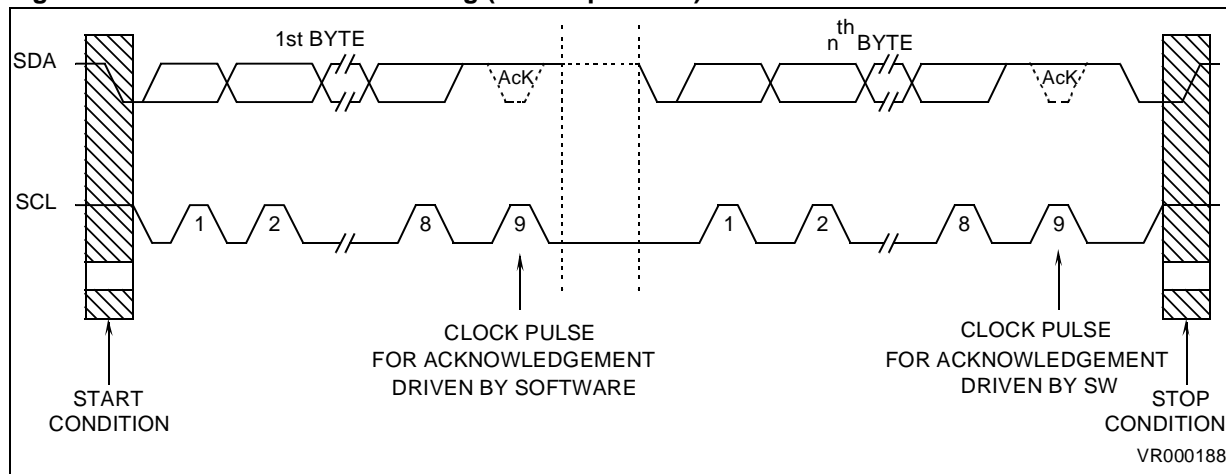 1st BYTE
nth BYTE
SDA
AcK
AcK
SCL
1
2
8
9
1
2
8
9
CLOCK PULSE
FOR ACKNOWLEDGEMENT
DRIVEN BY SOFTWARE
CLOCK PULSE
FOR ACKNOWLEDGEMENT
DRIVEN BY SW
START
CONDITION
STOP
CONDITION
VR000188